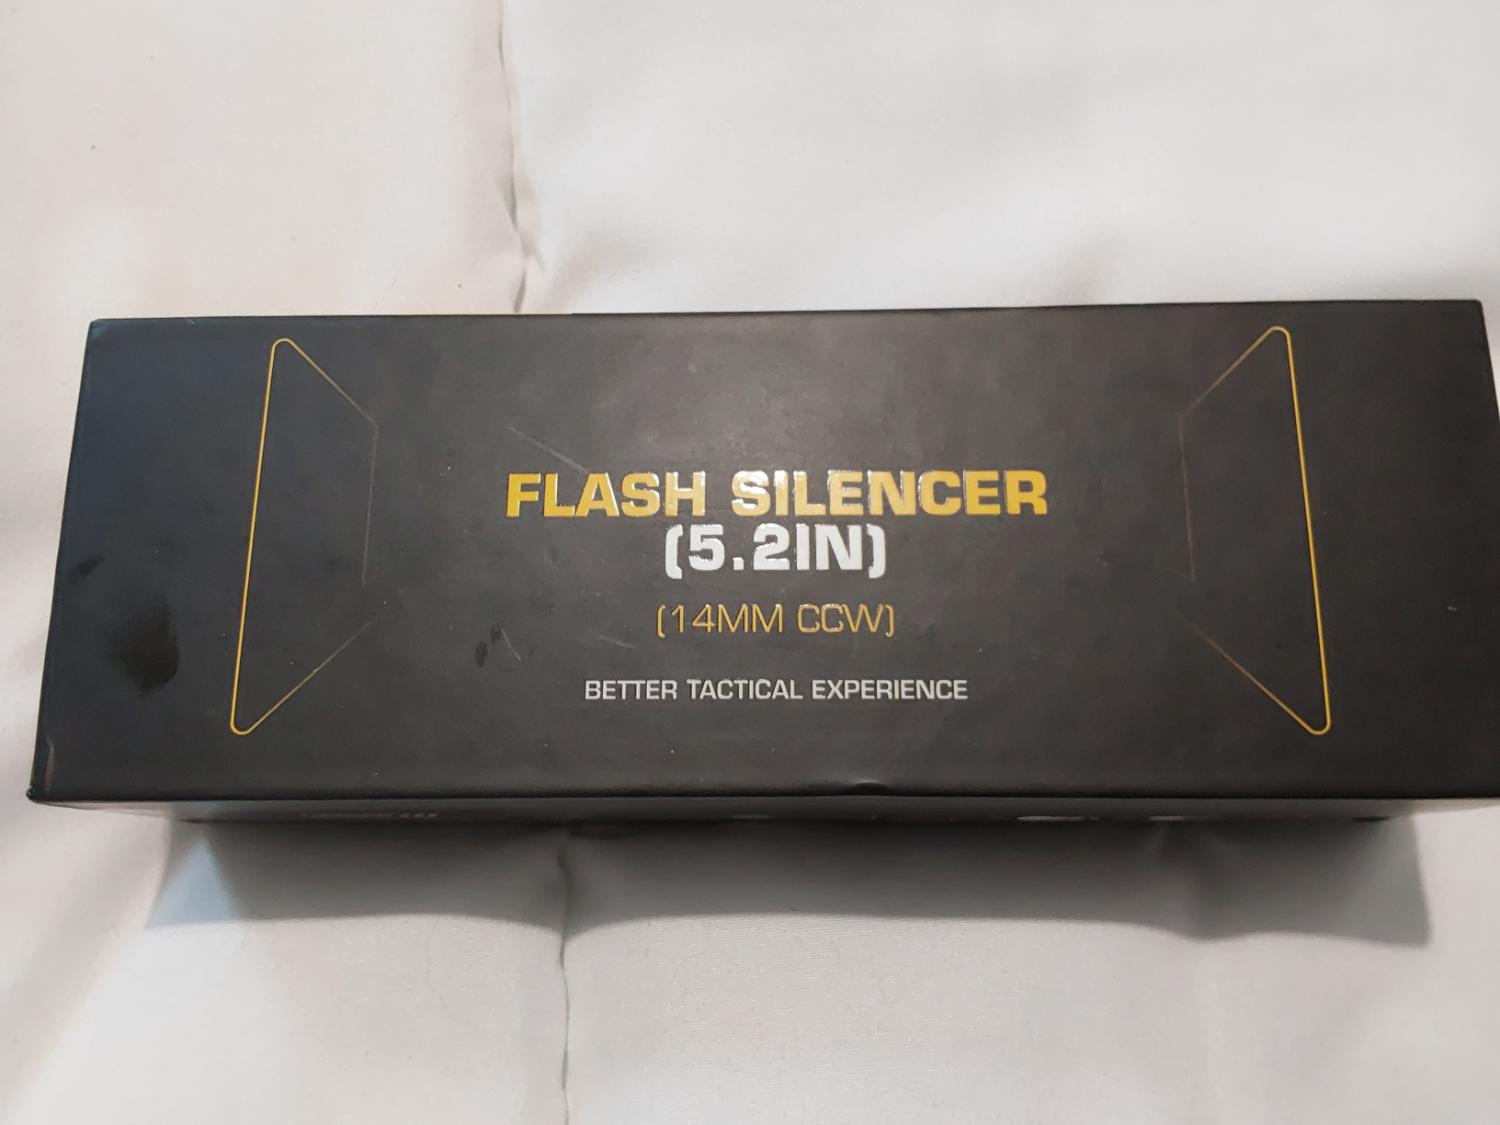 FLASH SILENCER
(5.2IN)
(14MM CCW)
BETTER TACTICAL EXPERIENCE